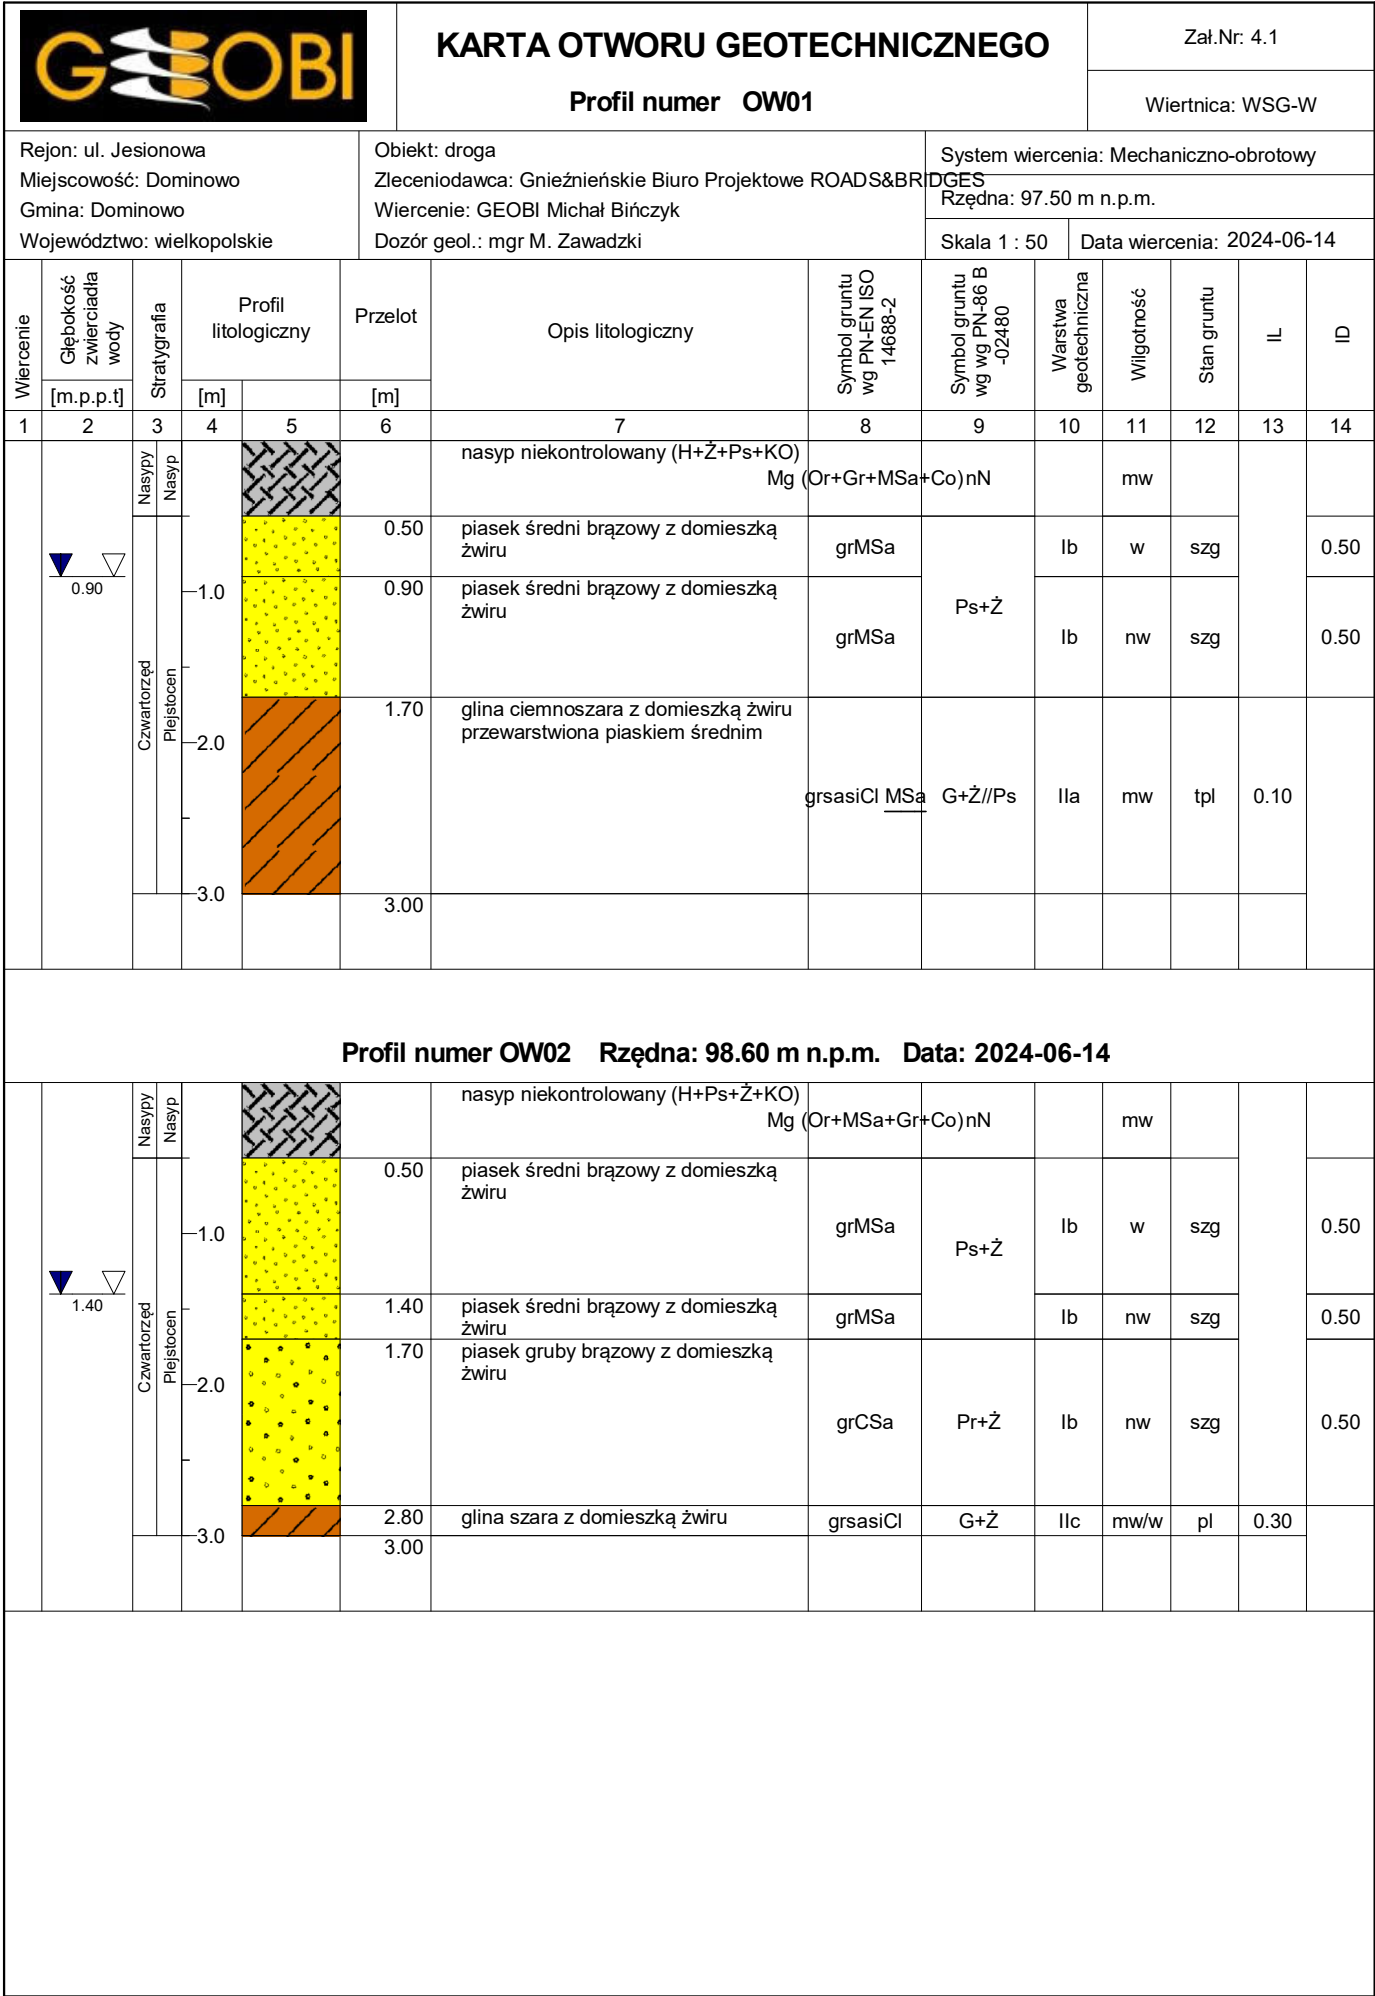 GEOBI
KARTA OTWORU GEOTECHNICZNEGO
Profil numer OW01
Zał.Nr: 4.1
Wiertnica: WSG-W
Rejon: ul. Jesionowa
Miejscowość: Dominowo
Gmina: Dominowo
Województwo: wielkopolskie
Obiekt: droga
Zleceniodawca: Gnieźnieńskie Biuro Projektowe ROADS&BRIDGES
Wiercenie: GEOBI Michał Bińczyk
Dozór geol.: mgr M. Zawadzki
System wiercenia: Mechaniczno-obrotowy
Rzędna: 97.50 m n.p.m.
Skala 1 : 50
Data wiercenia: 2024-06-14
Wiercenie
Głębokość
zwierciadła
wody
[m.p.p.t]
Stratygrafia
Profil
litologiczny
[m]
Przelot
[m]
Opis litologiczny
Symbol gruntu
wg PN-EN ISO
14688-2
Symbol gruntu
wg wg PN-86 B
-02480
Warstwa
geotechniczna
Wilgotność
Stan gruntu
IL
ID
1 2 3 4 5 6 7 8 9 10 11 12 13 14
Nasypy
Nasyp
nasyp niekontrolowany (H+Ż+Ps+KO)
Mg (Or+Gr+MSa+Co) nN mw
0.50 piasek średni brązowy z domieszką
żwiru
grMSa Ib w szg 0.50
0.90
1.0
0.90 piasek średni brązowy z domieszką
żwiru
Ps+Ż
grMSa Ib nw szg 0.50
Czwartorzęd
Plejstocen
1.70 glina ciemnoszara z domieszką żwiru
przewarstwiona piaskiem średnim
2.0
grsasiCl MSa G+Ż//Ps IIa mw tpl 0.10
3.0
3.00
Profil numer OW02 Rzędna: 98.60 m n.p.m. Data: 2024-06-14
Nasypy
Nasyp
nasyp niekontrolowany (H+Ps+Ż+KO)
Mg (Or+MSa+Gr+Co) nN mw
0.50 piasek średni brązowy z domieszką
żwiru
1.0
grMSa Ib w szg 0.50
Ps+Ż
1.40
1.40 piasek średni brązowy z domieszką
żwiru
grMSa Ib nw szg 0.50
Czwartorzęd
Plejstocen
1.70 piasek gruby brązowy z domieszką
żwiru
2.0
grCSa Pr+Ż Ib nw szg 0.50
2.80 glina szara z domieszką żwiru grsasiCl G+Ż IIc mw/w pl 0.30
3.0
3.00